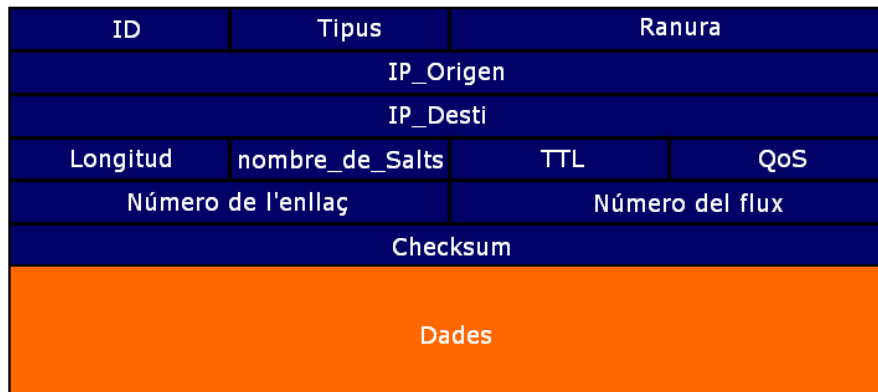 ID Tipus Ranura
IP_Origen
IP_Desti
Longitud nombre_de_Salts TTL QoS
Número de l'enllaç Número del flux
Checksum
Dades